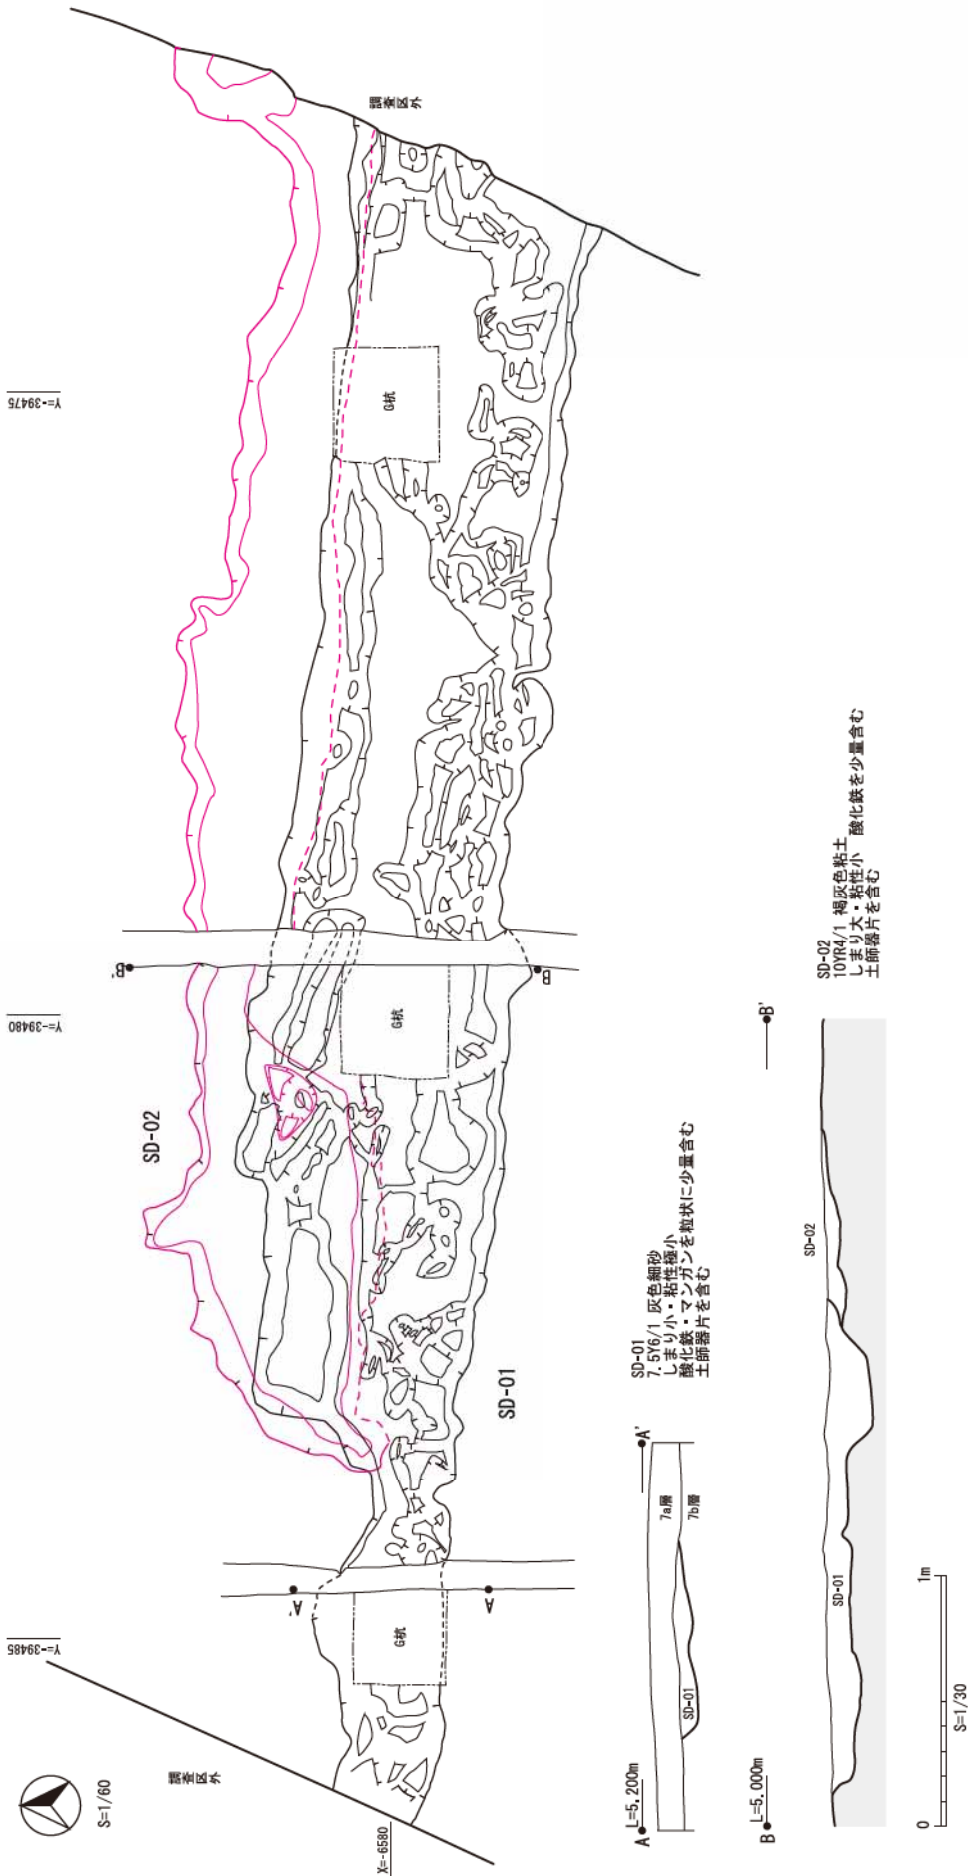 調査区外
Y=-39475
G杭
B'
Y=-39480
B
G杭
SD-02
SD-01
A'
A
G杭
Y=-39485
調査区外
S=1/60
X=-6580
SD-01
7.5Y6/1 灰色細砂
しまり小・粘性極小
酸化鉄・マンガンを粒状に少量含む
土師器片を含む
A L=5.200m
A'
7a層
7b層
SD-01
SD-02
10YR4/1 褐灰色粘土
しまり大・粘性小 酸化鉄を少量含む
土師器片を含む
B L=5.000m
B'
SD-02
SD-01
0 1m
S=1/30